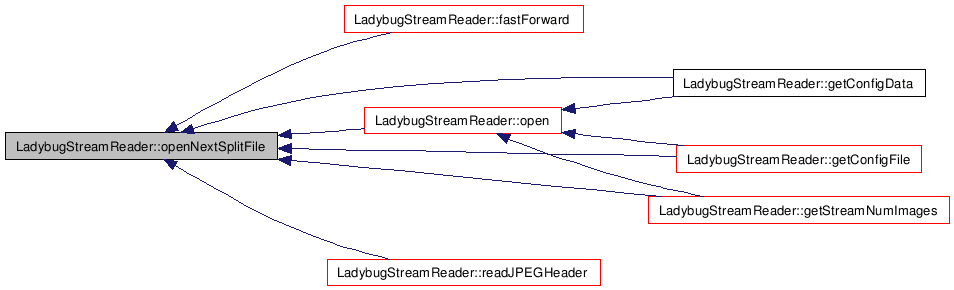 LadybugStreamReader::fastForward
LadybugStreamReader::getConfigData
LadybugStreamReader::open
LadybugStreamReader::openNextSplitFile
LadybugStreamReader::getConfigFile
LadybugStreamReader::getStreamNumImages
LadybugStreamReader::readJPEGHeader